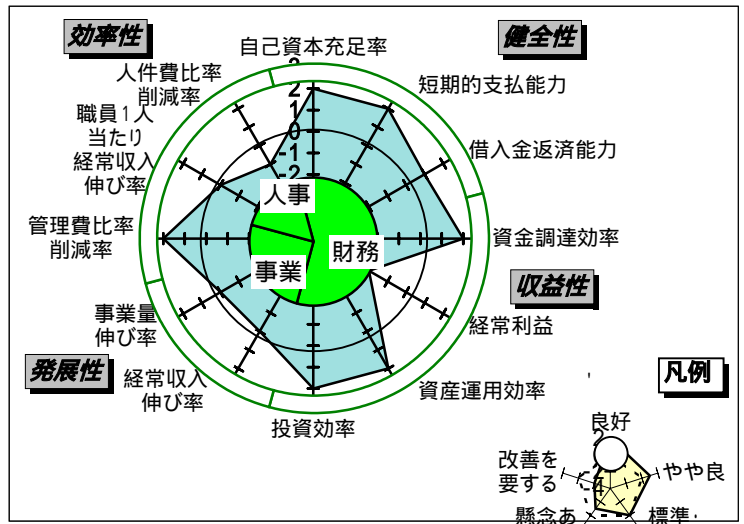 効率性
自己資本充足率
健全性
人件費比率
削減率
短期的支払能力
職員1人
当たり
経常収入
伸び率
借入金返済能力
2
1
0
-1
-2
人事
管理費比率
削減率
財務
資金調達効率
事業
収益性
事業量
伸び率
経常利益
発展性
経常収入
伸び率
資産運用効率
投資効率
凡例
良好
改善を
要する
やや良
懸念あ
標準